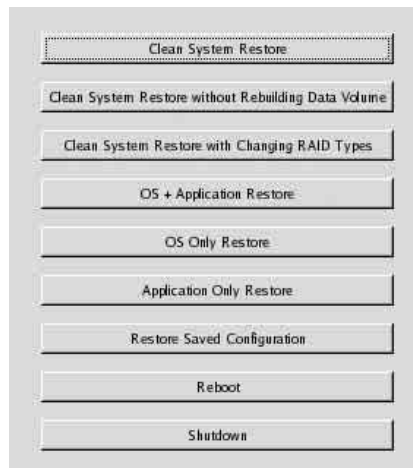 Clean System Restore
Clean System Restore without Rebuilding Data Volume
Clean System Restore with Changing RAID Types
OS + Application Restore
OS Only Restore
Application Only Restore
Restore Saved Configuration
Reboot
Shutdown